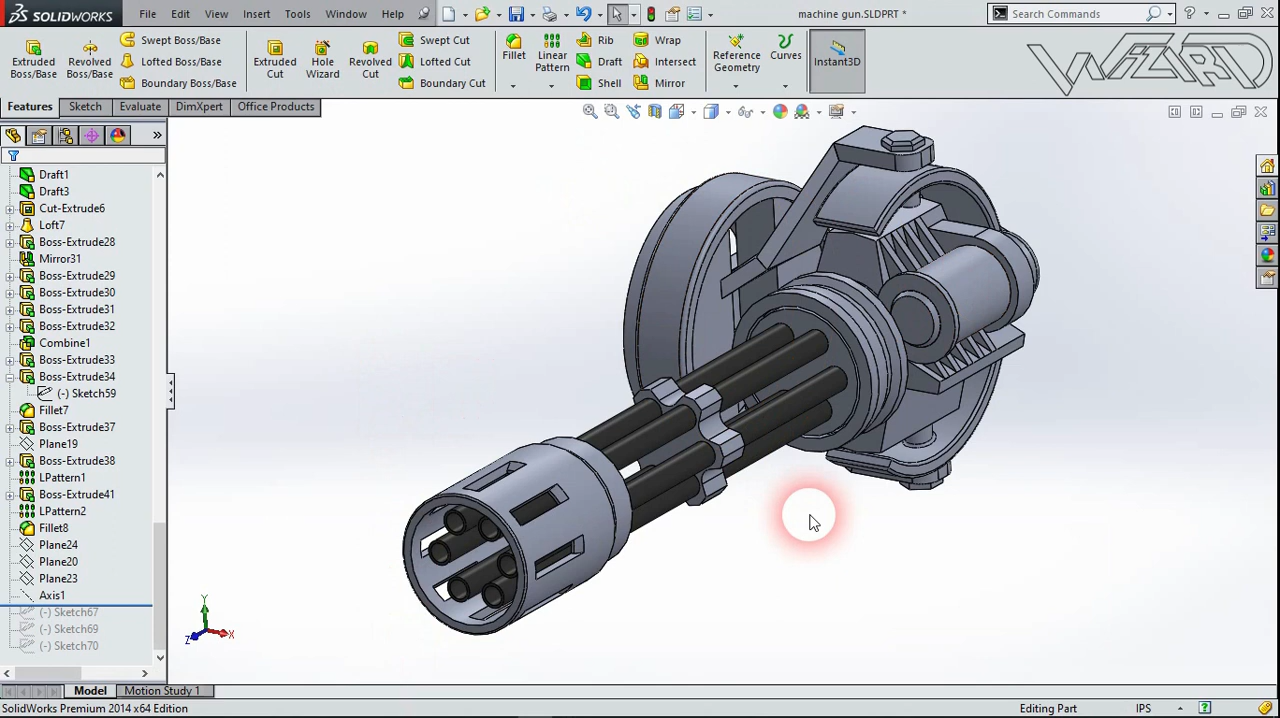 SOLIDWORKS File Edit View Insert Tools Window Help machine gun.SLDPRT * Search Commands
Extruded Boss/Base Revolved Boss/Base Swept Boss/Base Lofted Boss/Base Boundary Boss/Base Extruded Cut Hole Wizard Revolved Cut Swept Cut Lofted Cut Boundary Cut Fillet Linear Pattern Rib Draft Shell Wrap Intersect Mirror Reference Geometry Curves Instant3D WIZARD
Features Sketch Evaluate DimXpert Office Products
Draft1
Draft3
Cut-Extrude6
Loft7
Boss-Extrude28
Mirror31
Boss-Extrude29
Boss-Extrude30
Boss-Extrude31
Boss-Extrude32
Combine1
Boss-Extrude33
Boss-Extrude34
(-) Sketch59
Fillet7
Boss-Extrude37
Plane19
Boss-Extrude38
LPattern1
Boss-Extrude41
LPattern2
Fillet8
Plane24
Plane20
Plane23
Axis1
(-) Sketch67
(-) Sketch69
(-) Sketch70
Y
Z X
Model Motion Study 1
SolidWorks Premium 2014 x64 Edition Editing Part IPS